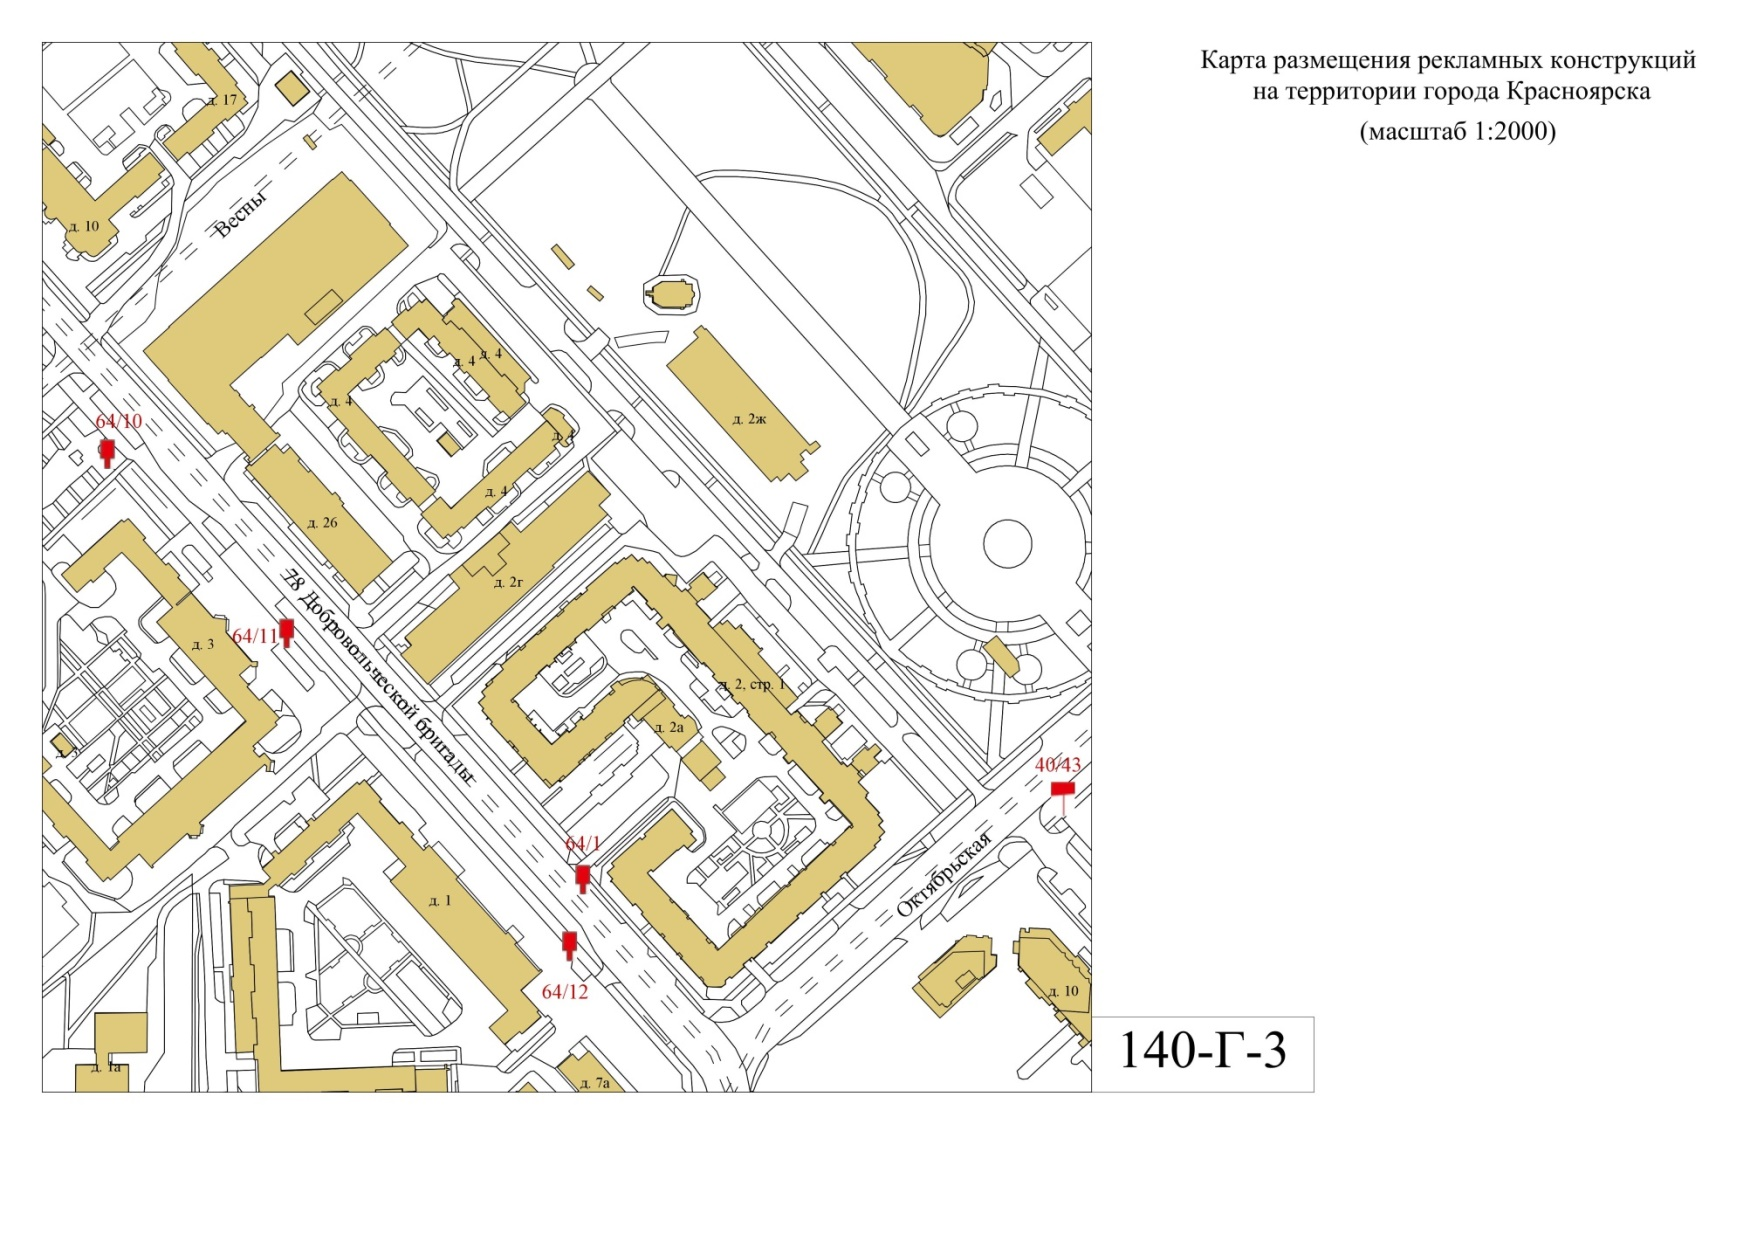 Карта размещения рекламных конструкций
на территории города Красноярска
(масштаб 1:2000)
д. 17
д. 10
Весны
д. 4
д. 4
д. 4
д. 4
д. 4
д. 2ж
64/10
д. 2б
д. 2г
78 Добровольческой бригады
64/11
д. 3
д. 3
д. 2, стр. 1
д. 2а
40/43
64/1
Октябрьская
д. 1
64/12
д. 10
д. 1а
д. 7а
140-Г-3